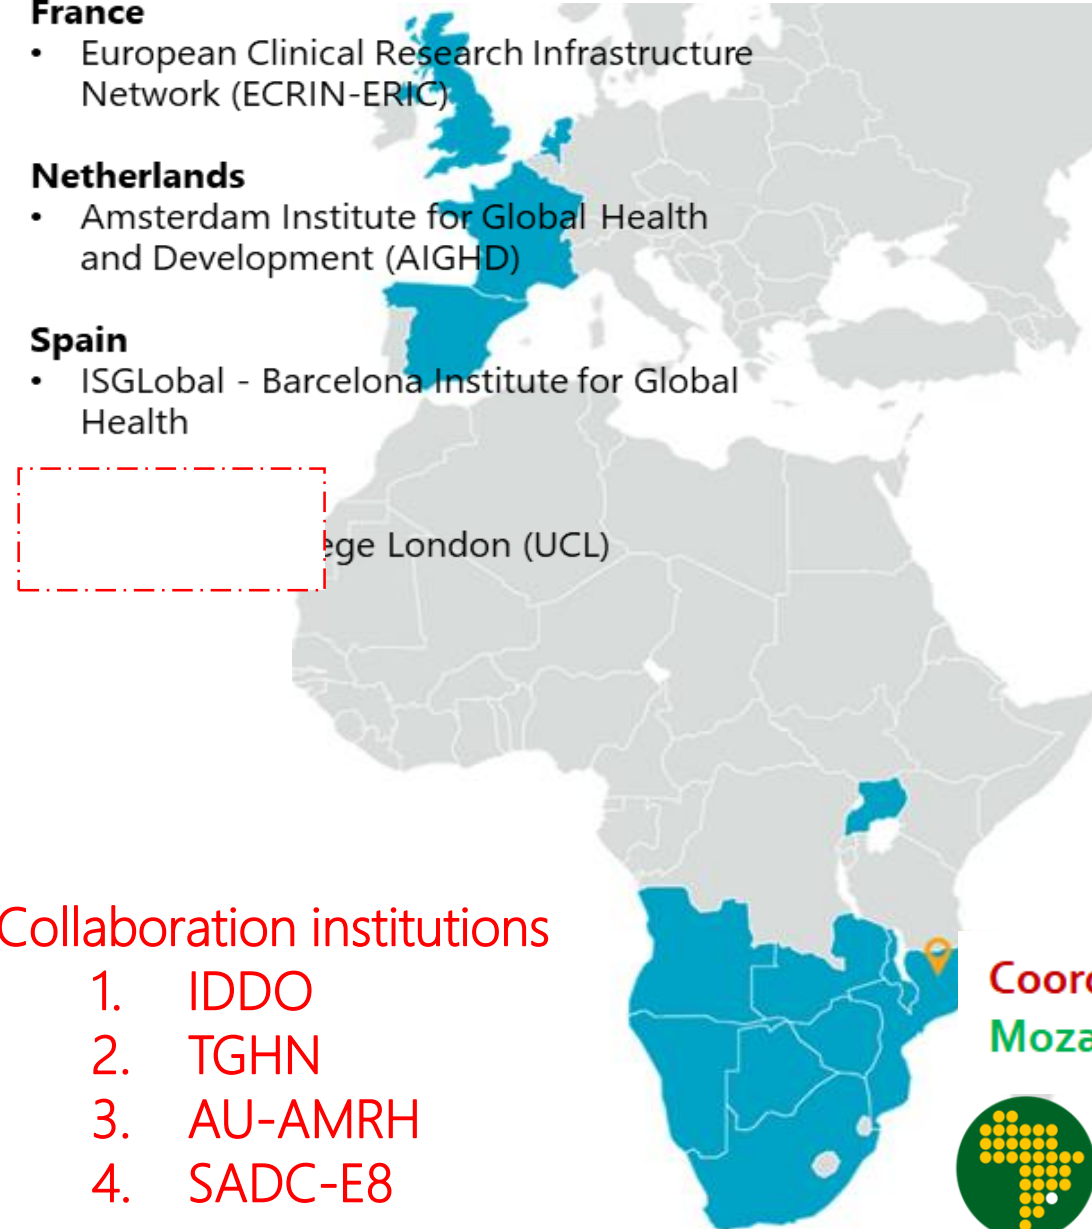 France
• European Clinical Research Infrastructure
Network (ECRIN-ERIC)
Netherlands
• Amsterdam Institute for Global Health
and Development (AIGHD)
Spain
• ISGLobal - Barcelona Institute for Global
Health
ege London (UCL)
Collaboration institutions
1. IDDO
2. TGHN
3. AU-AMRH
4. SADC-E8
Coor
Moza